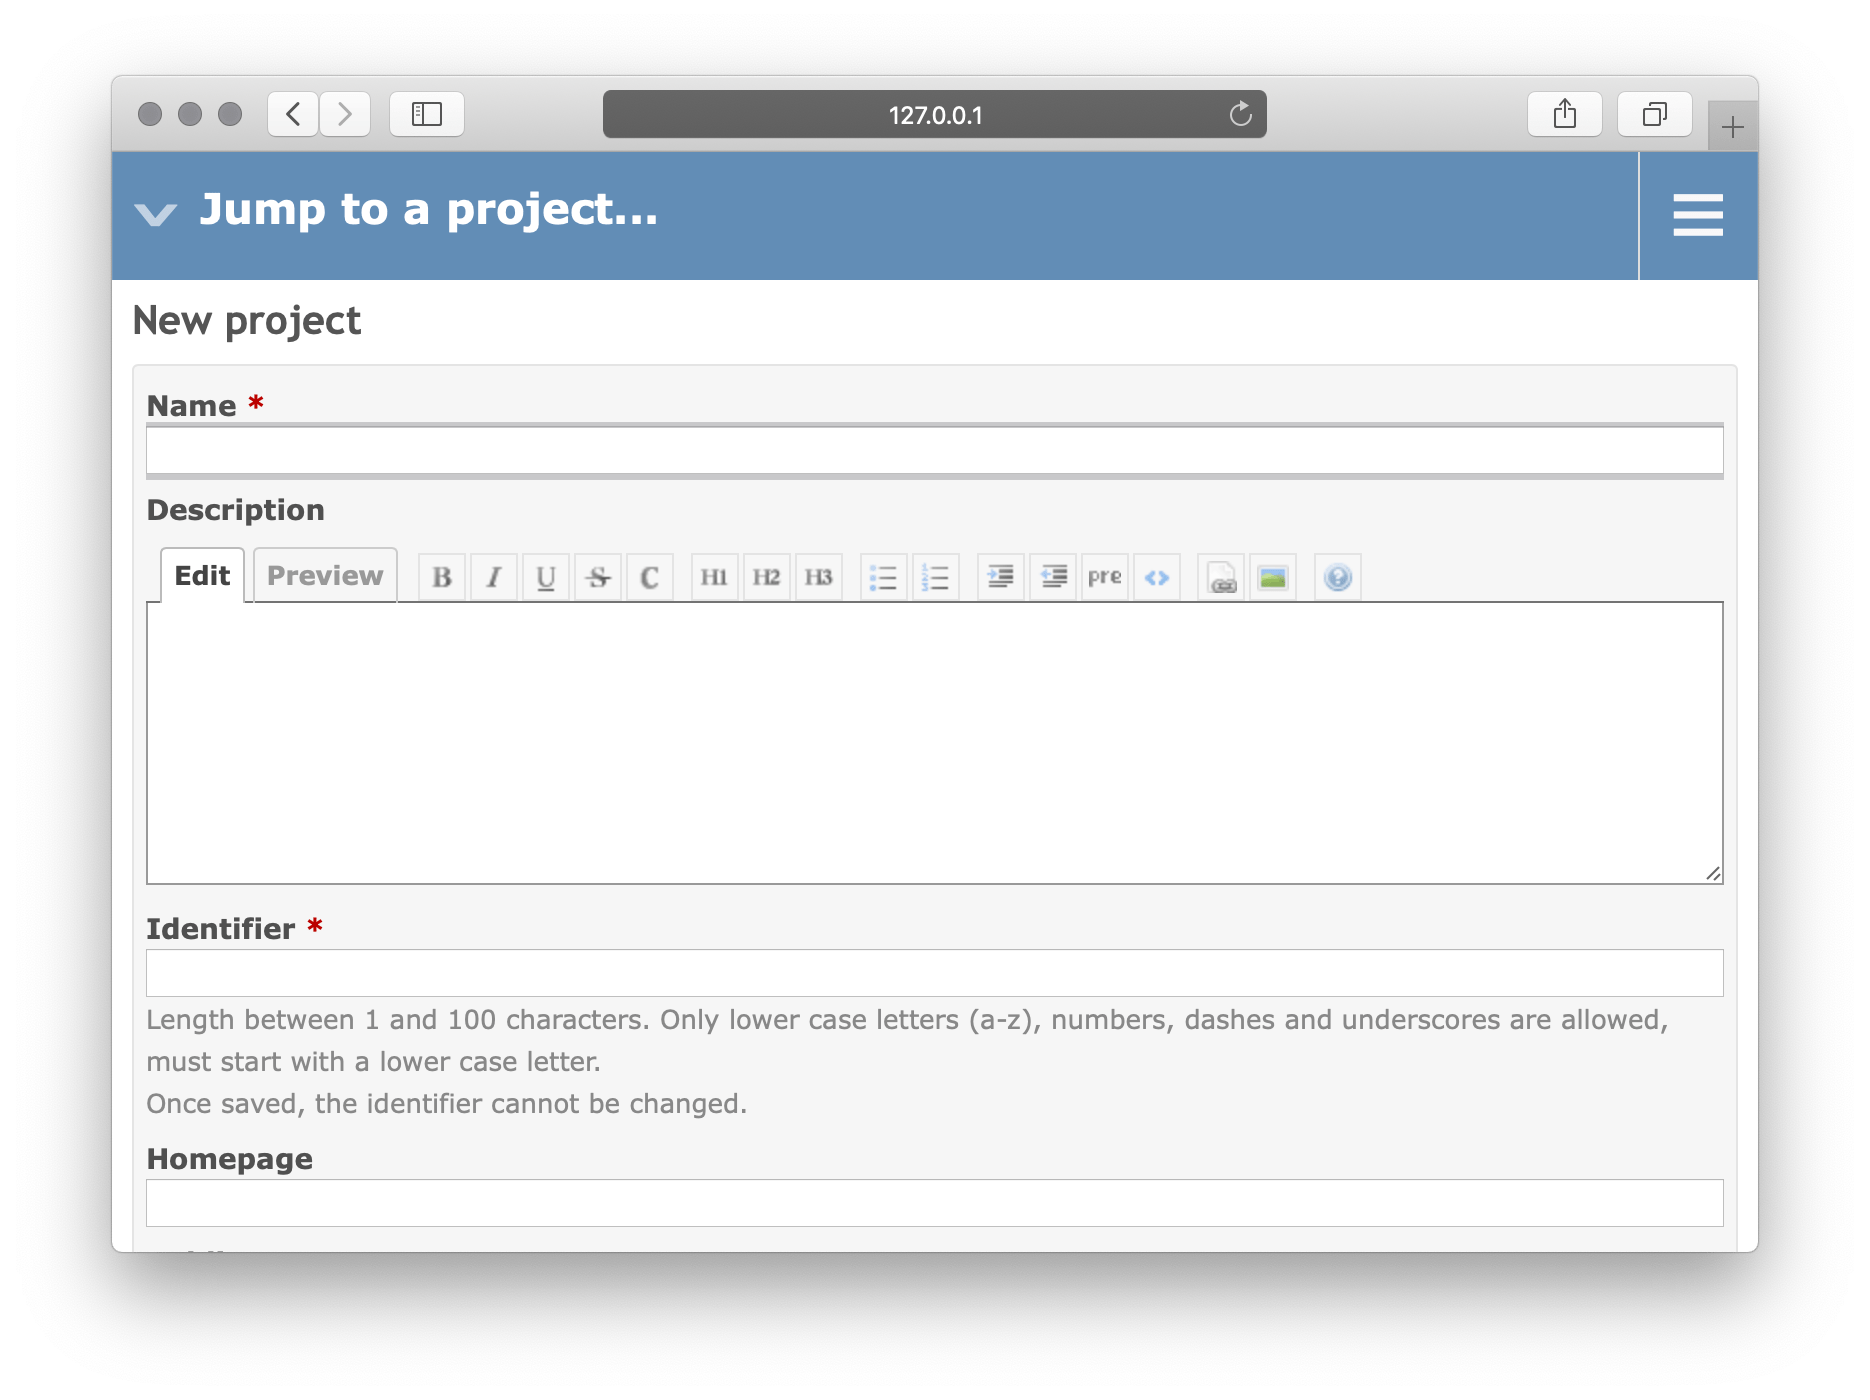 127.0.0.1
Jump to a project...
New project
Name *
Description
Edit Preview B I U S C H1 H2 H3 pre
Identifier *
Length between 1 and 100 characters. Only lower case letters (a-z), numbers, dashes and underscores are allowed,
must start with a lower case letter.
Once saved, the identifier cannot be changed.
Homepage